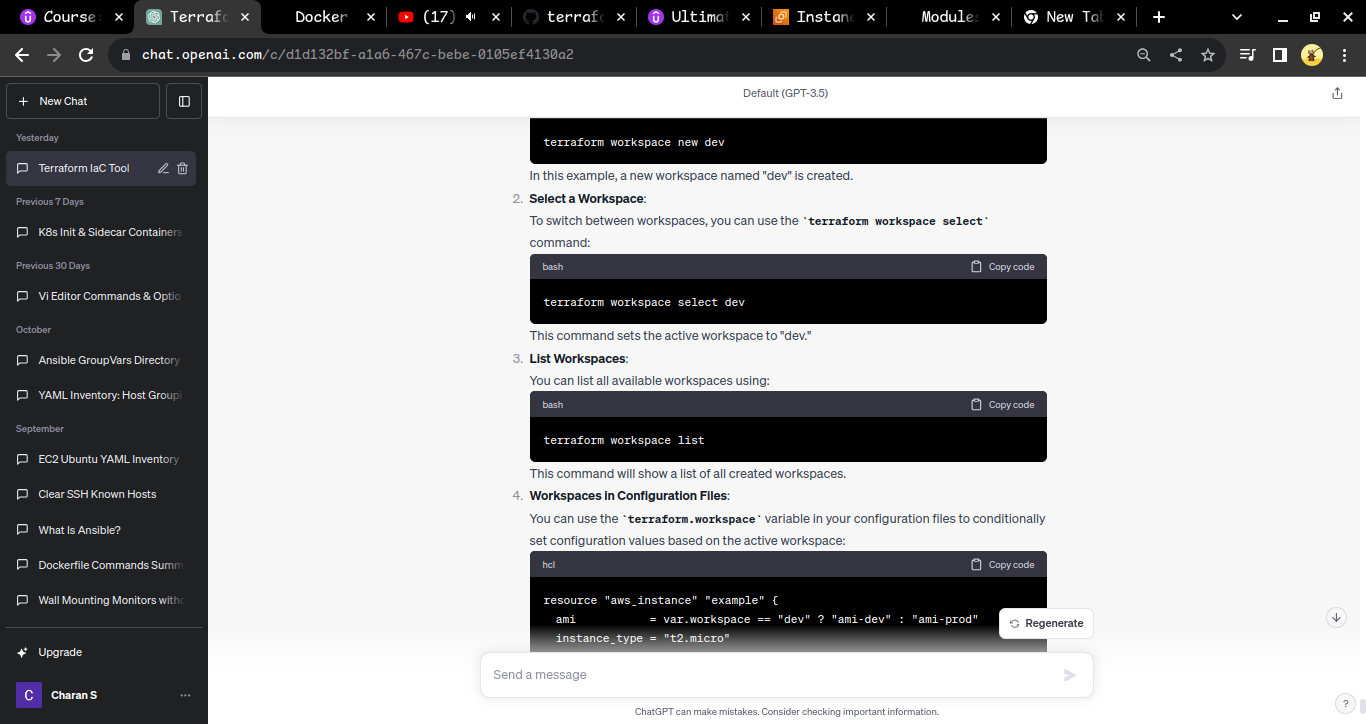 Course
Terrafo
Docker
(17)
terrafo
Ultimat
Instanc
Modules
New Tab
chat.openai.com/c/d1d132bf-a1a6-467c-bebe-0105ef4130a2
New Chat
Yesterday
Terraform IaC Tool
Previous 7 Days
K8s Init & Sidecar Containers
Previous 30 Days
Vi Editor Commands & Optio
October
Ansible GroupVars Directory
YAML Inventory: Host Groupi
September
EC2 Ubuntu YAML Inventory
Clear SSH Known Hosts
What Is Ansible?
Dockerfile Commands Summ
Wall Mounting Monitors witho
Upgrade
C Charan S
Default (GPT-3.5)
terraform workspace new dev
In this example, a new workspace named "dev" is created.
2. Select a Workspace:
To switch between workspaces, you can use the `terraform workspace select`
command:
bash Copy code
terraform workspace select dev
This command sets the active workspace to "dev."
3. List Workspaces:
You can list all available workspaces using:
bash Copy code
terraform workspace list
This command will show a list of all created workspaces.
4. Workspaces in Configuration Files:
You can use the `terraform.workspace` variable in your configuration files to conditionally
set configuration values based on the active workspace:
hcl Copy code
resource "aws_instance" "example" {
ami = var.workspace == "dev" ? "ami-dev" : "ami-prod"
instance_type = "t2.micro"
Regenerate
Send a message
ChatGPT can make mistakes. Consider checking important information.
?